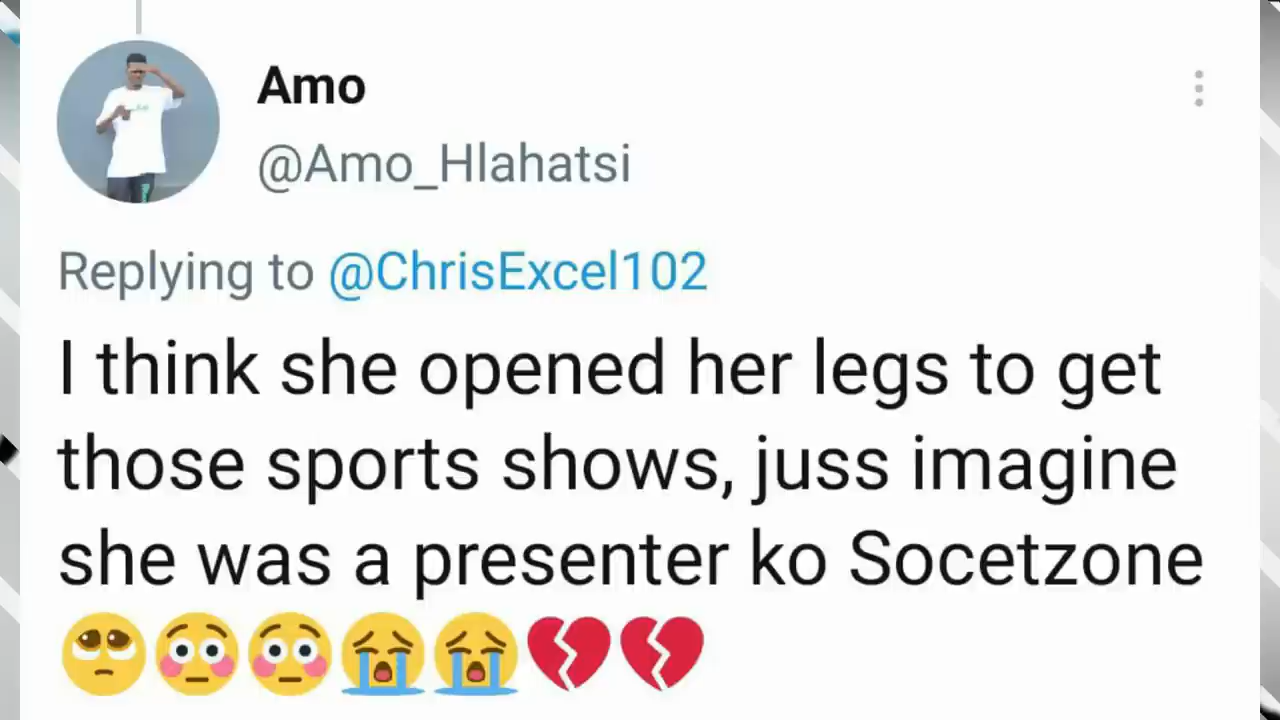 Amo
@Amo_Hlahatsi
Replying to @ChrisExcel102
I think she opened her legs to get
those sports shows, juss imagine
she was a presenter ko Socetzone
🥺😳😳😭😭💔💔